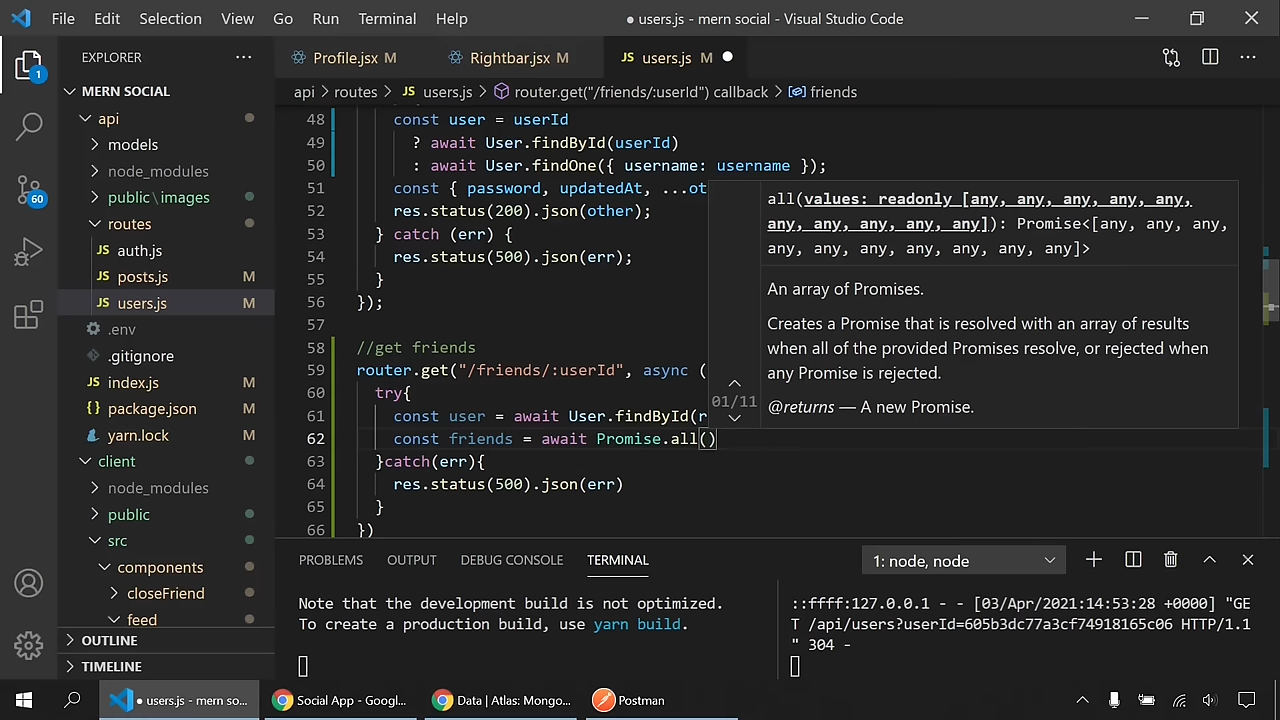 File Edit Selection View Go Run Terminal Help ● users.js - mern social - Visual Studio Code
EXPLORER ···
Profile.jsx M Rightbar.jsx M JS users.js M ● ···
MERN SOCIAL
api > routes > JS users.js > router.get("/friends/:userId") callback > friends
api
models
node_modules
public\images
routes
JS auth.js
JS posts.js M
JS users.js M
.env
.gitignore
JS index.js M
{} package.json M
yarn.lock M
client
node_modules
public
src
components
closeFriend
feed
OUTLINE
TIMELINE
1
60
48 const user = userId
49 ? await User.findById(userId)
50 : await User.findOne({ username: username });
51 const { password, updatedAt, ...ot
52 res.status(200).json(other);
53 } catch (err) {
54 res.status(500).json(err);
55 }
56 });
57
58 //get friends
59 router.get("/friends/:userId", async (
60 try{
61 const user = await User.findById(r
62 const friends = await Promise.all()
63 }catch(err){
64 res.status(500).json(err)
65 }
66 })
01/11
all(values: readonly [any, any, any, any, any,
any, any, any, any, any]): Promise<[any, any, any,
any, any, any, any, any, any, any]>
An array of Promises.
Creates a Promise that is resolved with an array of results
when all of the provided Promises resolve, or rejected when
any Promise is rejected.
@returns — A new Promise.
PROBLEMS OUTPUT DEBUG CONSOLE TERMINAL 1: node, node
Note that the development build is not optimized.
To create a production build, use yarn build.
::ffff:127.0.0.1 - - [03/Apr/2021:14:53:28 +0000] "GE
T /api/users?userId=605b3dc77a3cf74918165c06 HTTP/1.1
" 304 -
● users.js - mern so... Social App - Googl... Data | Atlas: Mongo... Postman